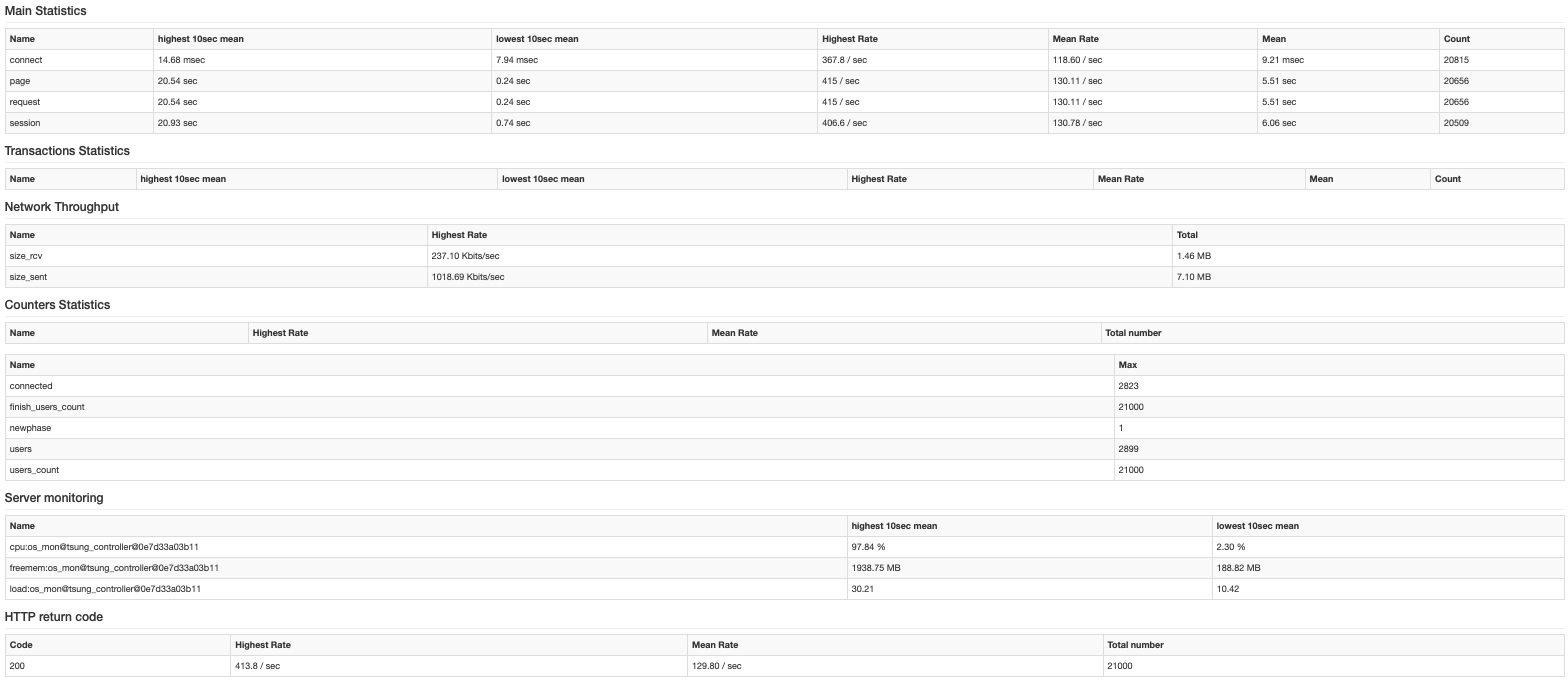 Main Statistics
Name highest 10sec mean lowest 10sec mean Highest Rate Mean Rate Mean Count
connect 14.68 msec 7.94 msec 367.8 / sec 118.60 / sec 9.21 msec 20815
page 20.54 sec 0.24 sec 415 / sec 130.11 / sec 5.51 sec 20656
request 20.54 sec 0.24 sec 415 / sec 130.11 / sec 5.51 sec 20656
session 20.93 sec 0.74 sec 406.6 / sec 130.78 / sec 6.06 sec 20509
Transactions Statistics
Name highest 10sec mean lowest 10sec mean Highest Rate Mean Rate Mean Count
Network Throughput
Name Highest Rate Total
size_rcv 237.10 Kbits/sec 1.46 MB
size_sent 1018.69 Kbits/sec 7.10 MB
Counters Statistics
Name Highest Rate Mean Rate Total number
Name Max
connected 2823
finish_users_count 21000
newphase 1
users 2899
users_count 21000
Server monitoring
Name highest 10sec mean lowest 10sec mean
cpu:os_mon@tsung_controller@0e7d33a03b11 97.84 % 2.30 %
freemem:os_mon@tsung_controller@0e7d33a03b11 1938.75 MB 188.82 MB
load:os_mon@tsung_controller@0e7d33a03b11 30.21 10.42
HTTP return code
Code Highest Rate Mean Rate Total number
200 413.8 / sec 129.80 / sec 21000